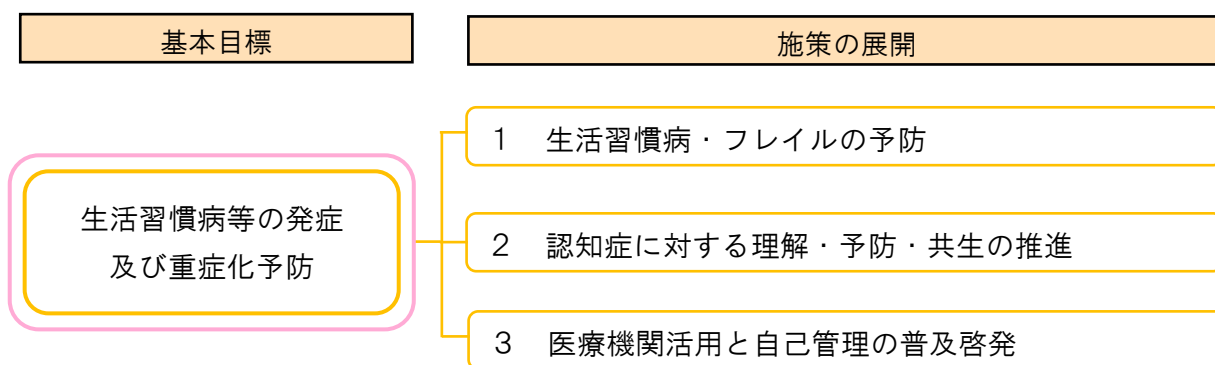 基本目標
施策の展開
生活習慣病等の発症
及び重症化予防
1 生活習慣病・フレイルの予防
2 認知症に対する理解・予防・共生の推進
3 医療機関活用と自己管理の普及啓発